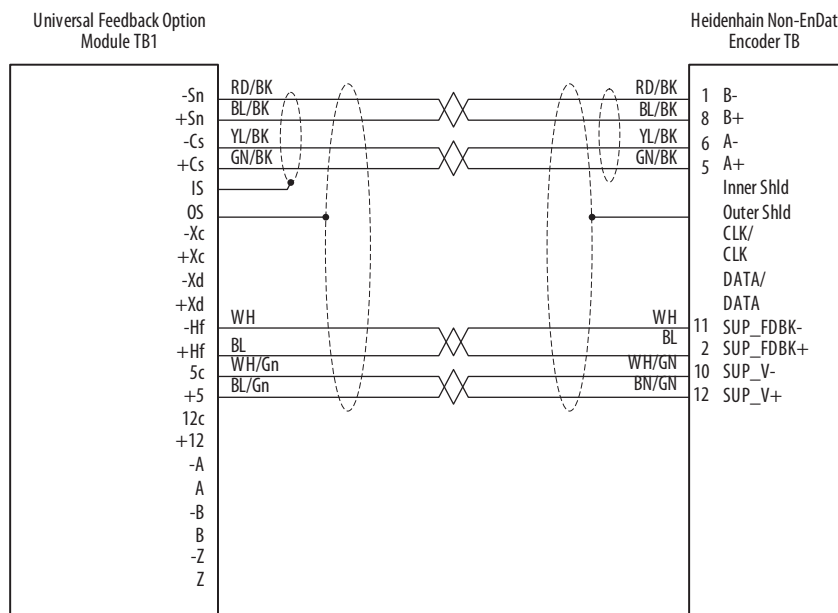 Universal Feedback Option
Module TB1
Heidenhain Non-EnDat
Encoder TB
-Sn RD/BK RD/BK 1 B-
+Sn BL/BK BL/BK 8 B+
-Cs YL/BK YL/BK 6 A-
+Cs GN/BK GN/BK 5 A+
IS Inner Shld
OS Outer Shld
-Xc CLK/
+Xc CLK
-Xd DATA/
+Xd DATA
-Hf WH WH 11 SUP_FDBK-
+Hf BL BL 2 SUP_FDBK+
5c WH/Gn WH/GN 10 SUP_V-
+5 BL/Gn BN/GN 12 SUP_V+
12c
+12
-A
A
-B
B
-Z
Z